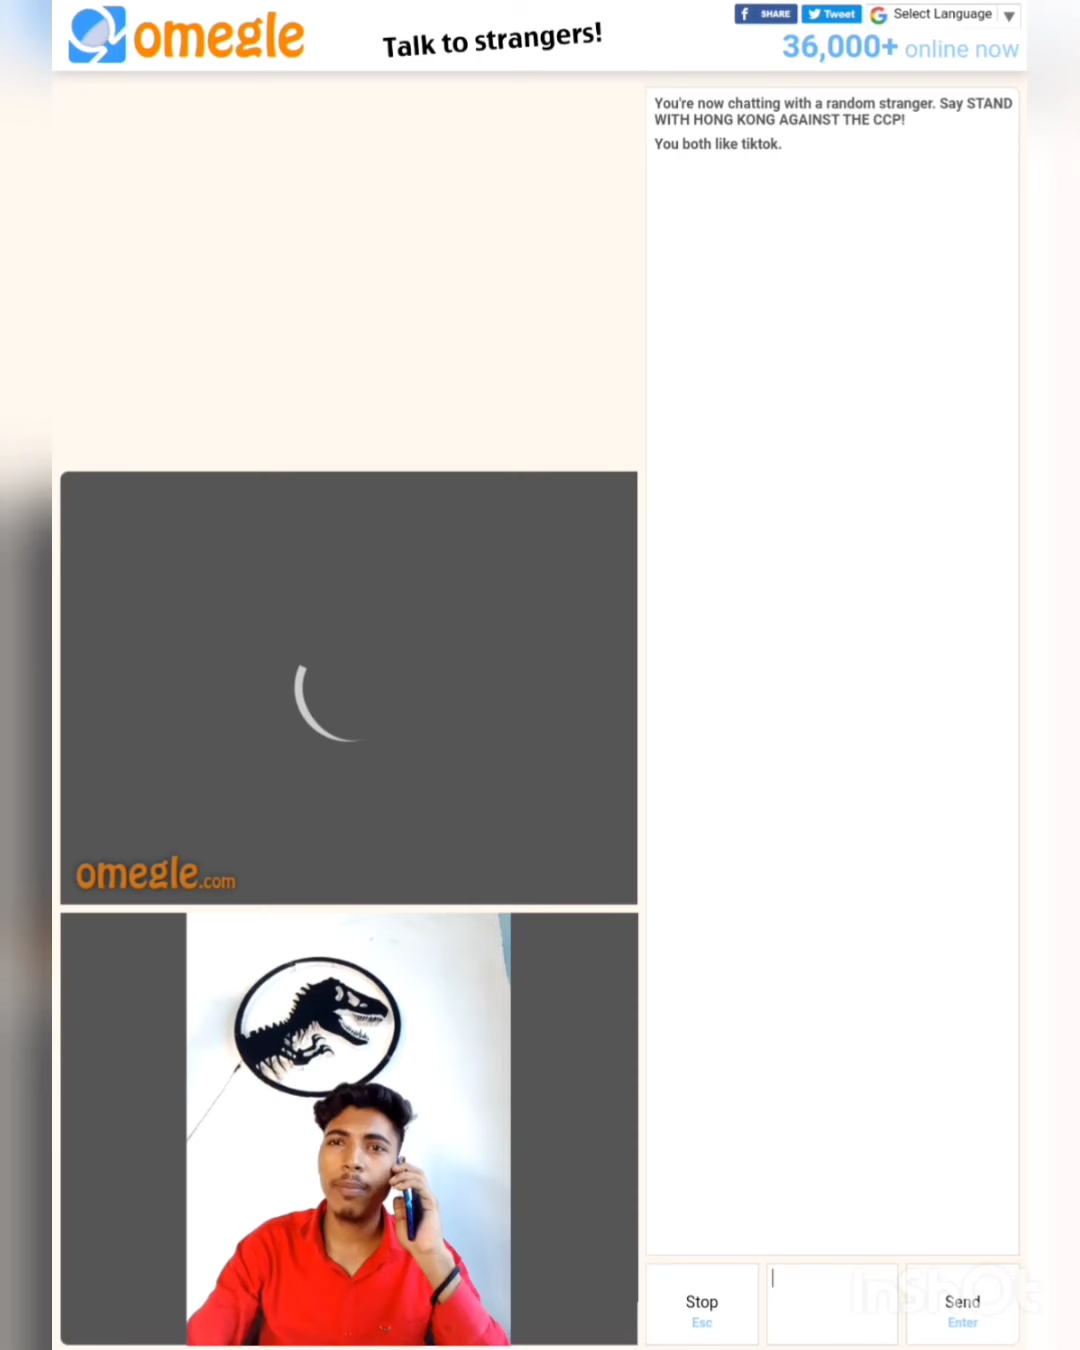 omegle
Talk to strangers!
f SHARE
Tweet
G Select Language ▼
36,000+ online now
You're now chatting with a random stranger. Say STAND
WITH HONG KONG AGAINST THE CCP!
You both like tiktok.
omegle.com
Stop
Esc
Send
Enter
InShOt